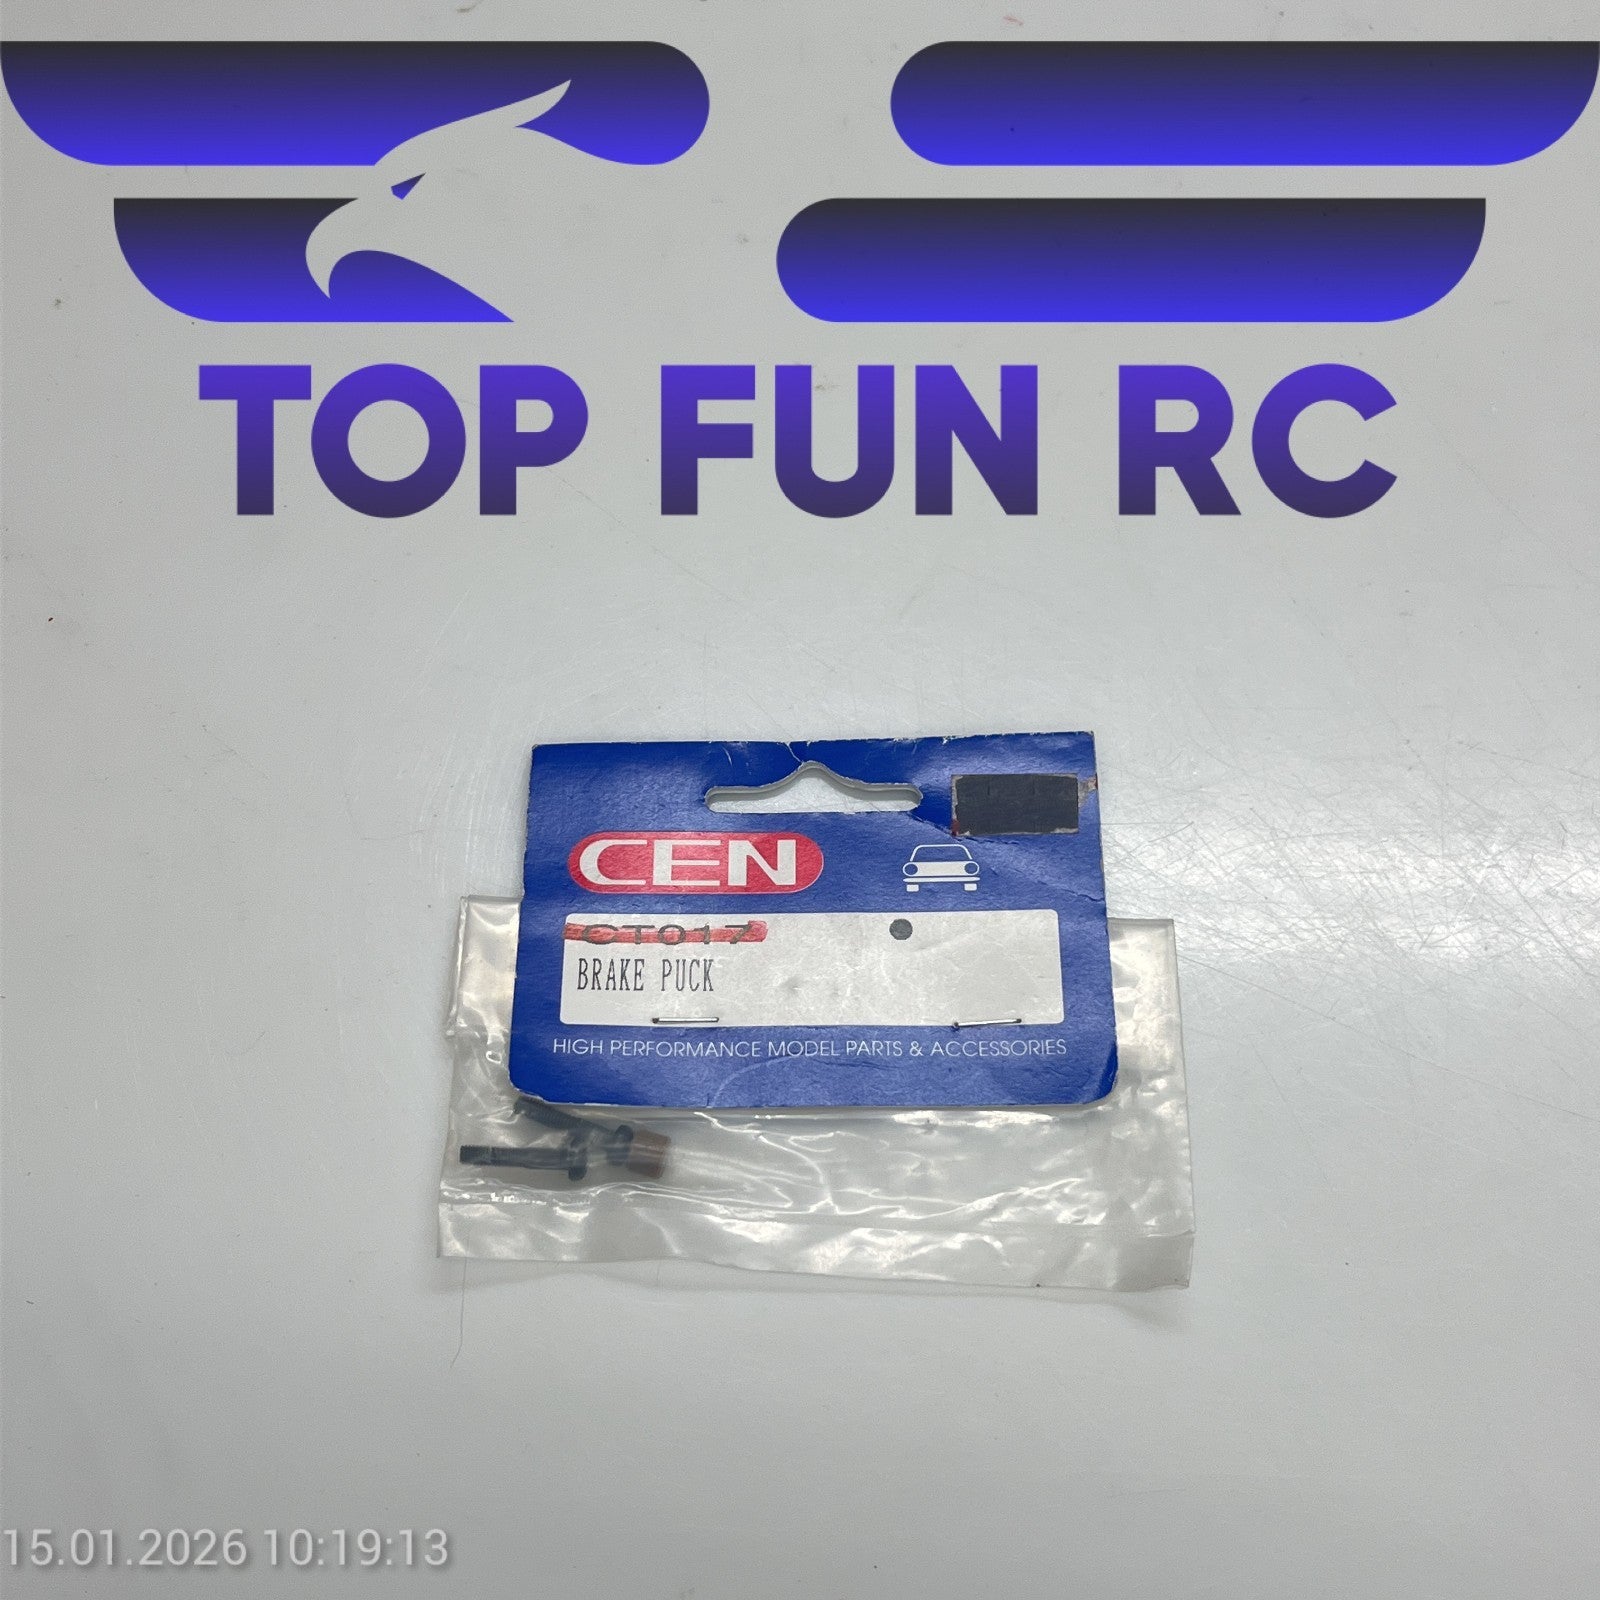 TOP FUN RC
CEN
CT017
BRAKE PUCK
HIGH PERFORMANCE MODEL PARTS & ACCESSORIES
15.01.2026 10:19:13